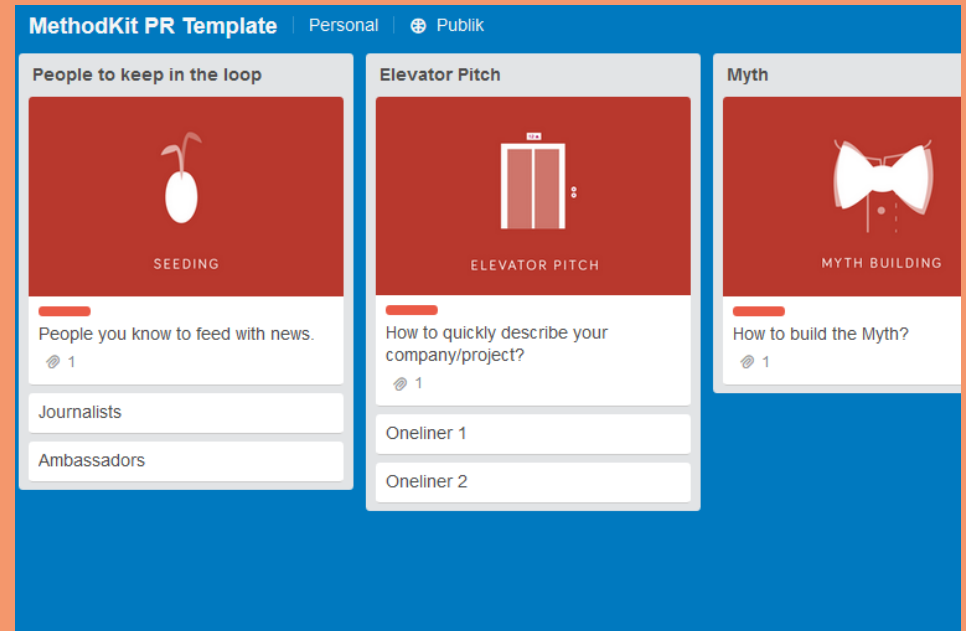 MethodKit PR Template Personal Publik
People to keep in the loop
SEEDING
People you know to feed with news.
1
Journalists
Ambassadors
Elevator Pitch
ELEVATOR PITCH
How to quickly describe your
company/project?
1
Oneliner 1
Oneliner 2
Myth
MYTH BUILDING
How to build the Myth?
1